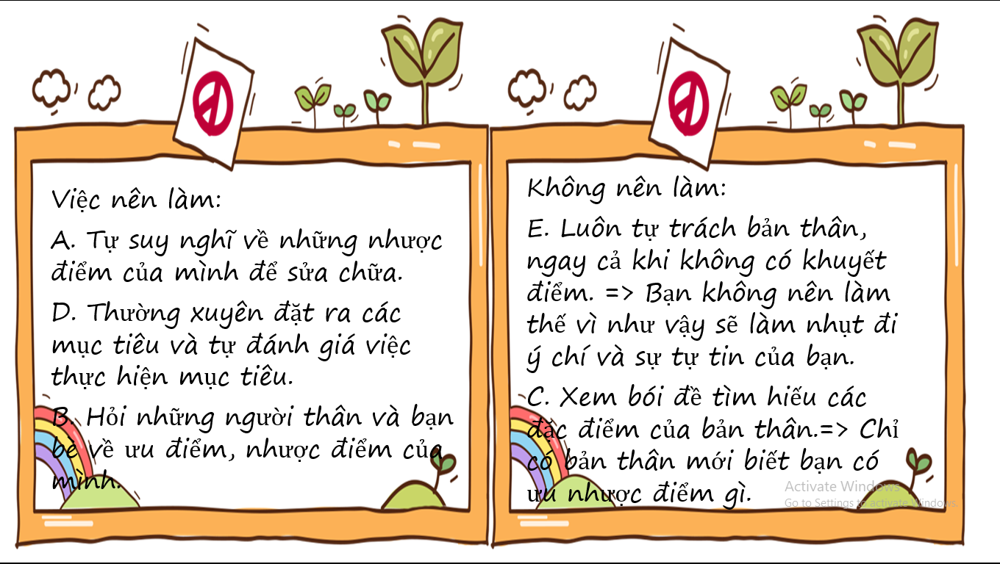 Việc nên làm:
A. Tự suy nghĩ về những nhược
điểm của mình để sửa chữa.
D. Thường xuyên đặt ra các
mục tiêu và tự đánh giá việc
thực hiện mục tiêu.
B. Hỏi những người thân và bạn
bè về ưu điểm, nhược điểm của
mình.
Không nên làm:
E. Luôn tự trách bản thân,
ngay cả khi không có khuyết
điểm. => Bạn không nên làm
thế vì như vậy sẽ làm nhụt đi
ý chí và sự tự tin của bạn.
C. Xem bói đề tìm hiếu các
đặc điểm của bản thân.=> Chỉ
có bản thân mới biết bạn có
ưu nhược điểm gì.
Activate Windows
Go to Settings to activate Windows.